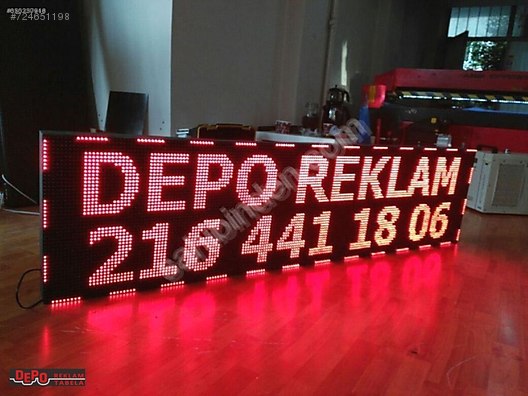 #724651198
DEPO REKLAM
216 441 18 06
sahibinden.com
DEPO REKLAM
TABELA